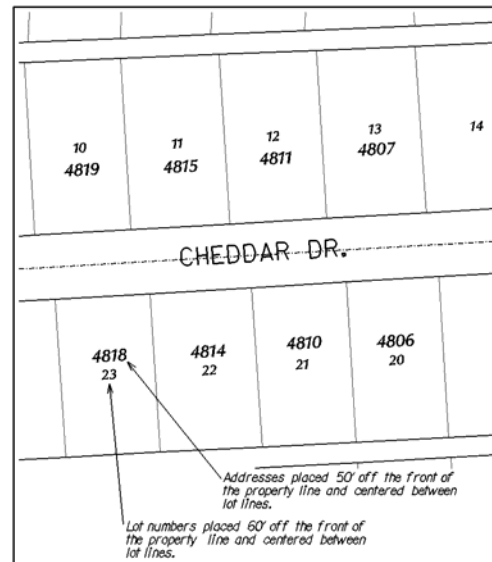 10 11 12 13 14
4819 4815 4811 4807
CHEDDAR DR.
4818 4814 4810 4806
23 22 21 20
Addresses placed 50' off the front of
the property line and centered between
lot lines.
Lot numbers placed 60' off the front of
the property line and centered between
lot lines.